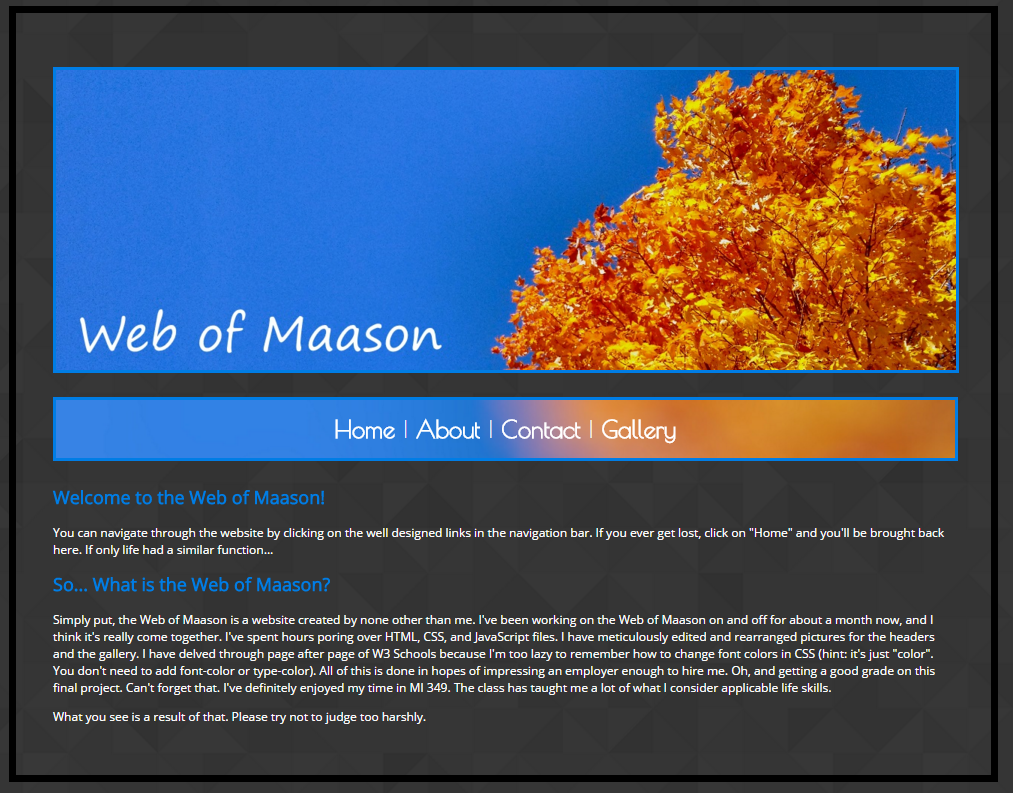 Web of Maason
Home | About | Contact | Gallery
Welcome to the Web of Maason!
You can navigate through the website by clicking on the well designed links in the navigation bar. If you ever get lost, click on "Home" and you'll be brought back
here. If only life had a similar function...
So... What is the Web of Maason?
Simply put, the Web of Maason is a website created by none other than me. I've been working on the Web of Maason on and off for about a month now, and I
think it's really come together. I've spent hours poring over HTML, CSS, and JavaScript files. I have meticulously edited and rearranged pictures for the headers
and the gallery. I have delved through page after page of W3 Schools because I'm too lazy to remember how to change font colors in CSS (hint: it's just "color".
You don't need to add font-color or type-color). All of this is done in hopes of impressing an employer enough to hire me. Oh, and getting a good grade on this
final project. Can't forget that. I've definitely enjoyed my time in MI 349. The class has taught me a lot of what I consider applicable life skills.
What you see is a result of that. Please try not to judge too harshly.